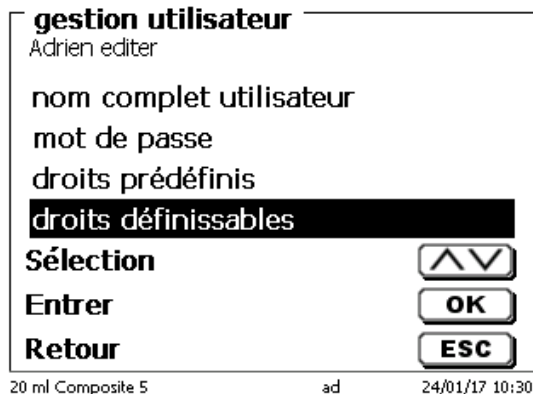 gestion utilisateur
Adrien editer
nom complet utilisateur
mot de passe
droits prédéfinis
droits définissables
Sélection
Entrer OK
Retour ESC
20 ml Composite 5 ad 24/01/17 10:30